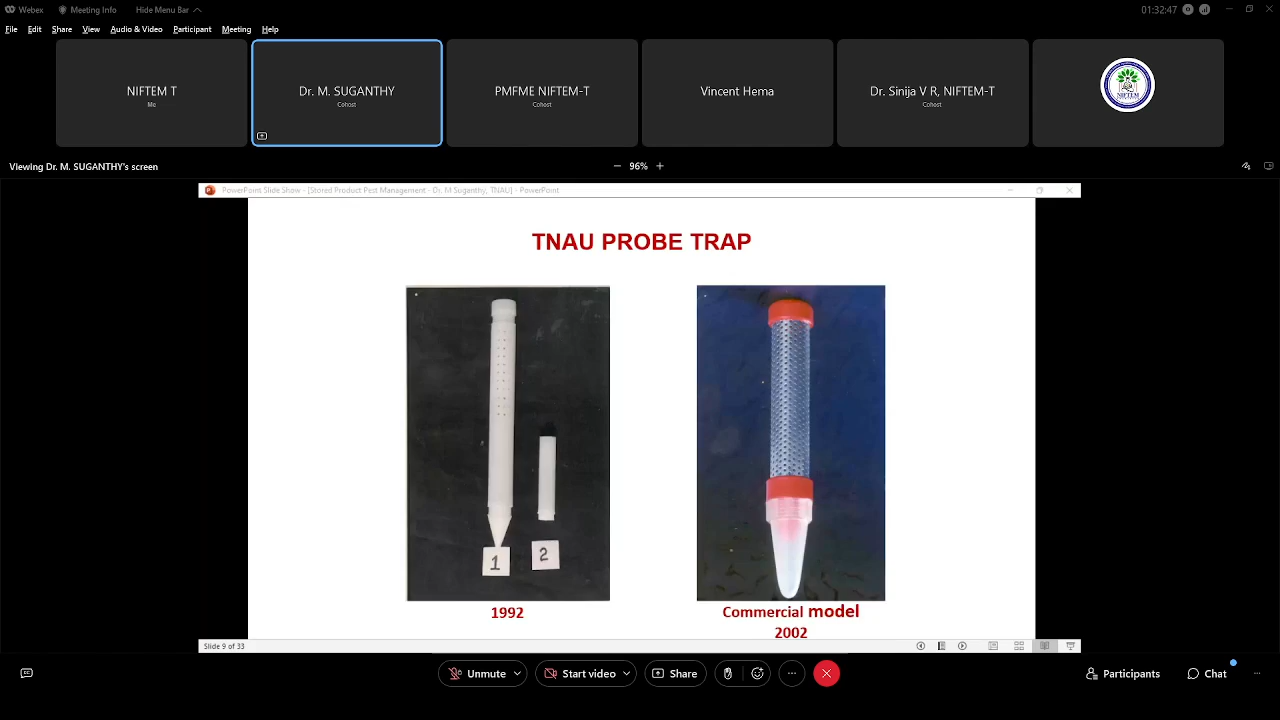 Webex Meeting Info Hide Menu Bar 01:32:47
File Edit Share View Audio & Video Participant Meeting Help
NIFTEM T
Me
Dr. M. SUGANTHY
Cohost
PMFME NIFTEM-T
Cohost
Vincent Hema
Dr. Sinija V R, NIFTEM-T
Cohost
NIFTEM
Viewing Dr. M. SUGANTHY's screen
96%
PowerPoint Slide Show - [Stored Product Pest Management - Dr. M Suganthy, TNAU] - PowerPoint
TNAU PROBE TRAP
1
2
1992
Commercial model
2002
Slide 9 of 33
Unmute
Start video
Share
Participants
Chat